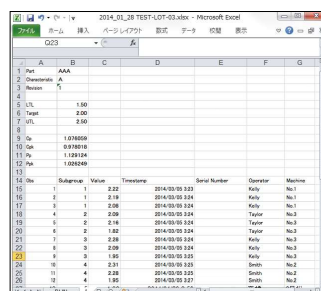 2014_01_28 TEST-LOT-03.xlsx - Microsoft Excel
ファイル ホーム 挿入 ページレイアウト 数式 データ 校閲 表示
Q23 fx
A B C D E F G
1 Part AAA
2 Characteristic A
3 Revision 1
4
5 LTL 1.50
6 Target 2.00
7 UTL 2.50
8
9 Cp 1.076059
10 Cpk 0.978018
11 Pp 1.129124
12 Ppk 1.026249
13
14 Obs Subgroup Value Timestamp Serial Number Operator Machine
15 1 1 2.22 2014/03/05 3:23 Kelly No.1
16 2 1 2.19 2014/03/05 3:24 Kelly No.1
17 3 1 2.08 2014/03/05 3:24 Kelly No.1
18 4 2 2.09 2014/03/05 3:24 Taylor No.3
19 5 2 2.16 2014/03/05 3:24 Taylor No.3
20 6 2 1.82 2014/03/05 3:24 Taylor No.3
21 7 3 2.28 2014/03/05 3:24 Kelly No.3
22 8 3 2.09 2014/03/05 3:24 Kelly No.3
23 9 3 1.95 2014/03/05 3:25 Kelly No.3
24 10 4 2.31 2014/03/05 3:25 Smith No.2
25 11 4 2.28 2014/03/05 3:25 Smith No.2
26 12 4 1.95 2014/03/05 3:27 Smith No.2